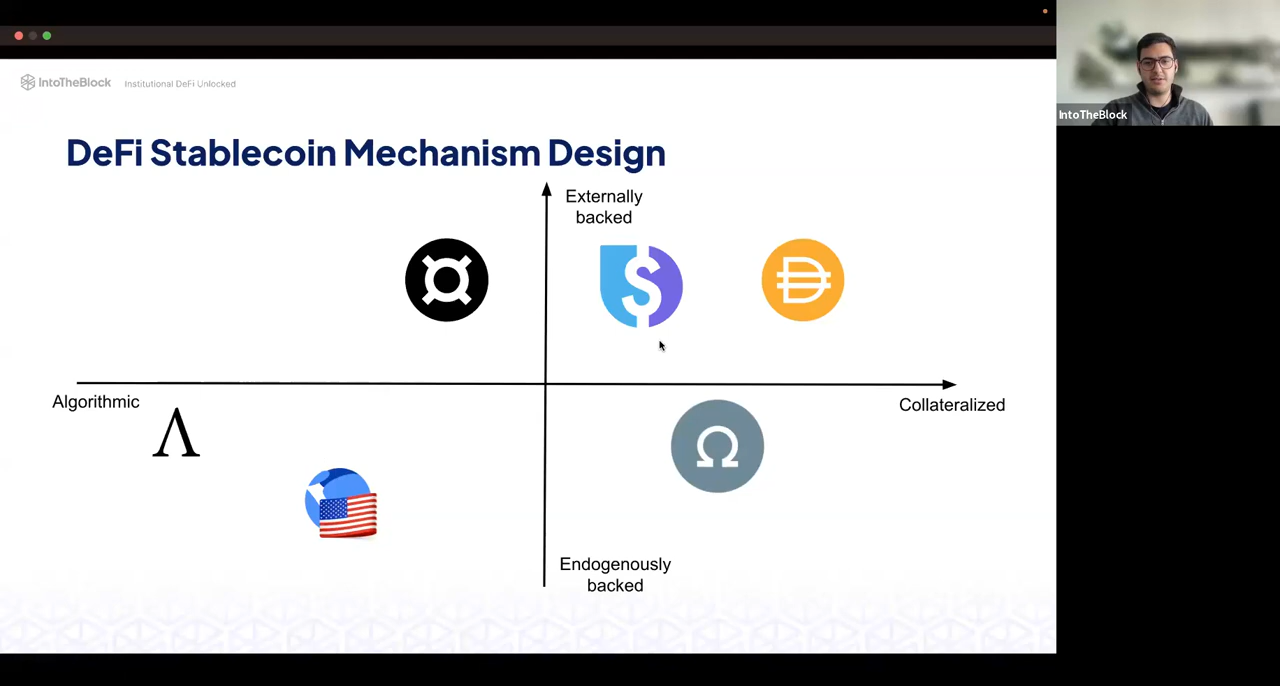 IntoTheBlock Institutional DeFi Unlocked
IntoTheBlock
DeFi Stablecoin Mechanism Design
Externally
backed
Algorithmic
Collateralized
Λ
Ω
Endogenously
backed